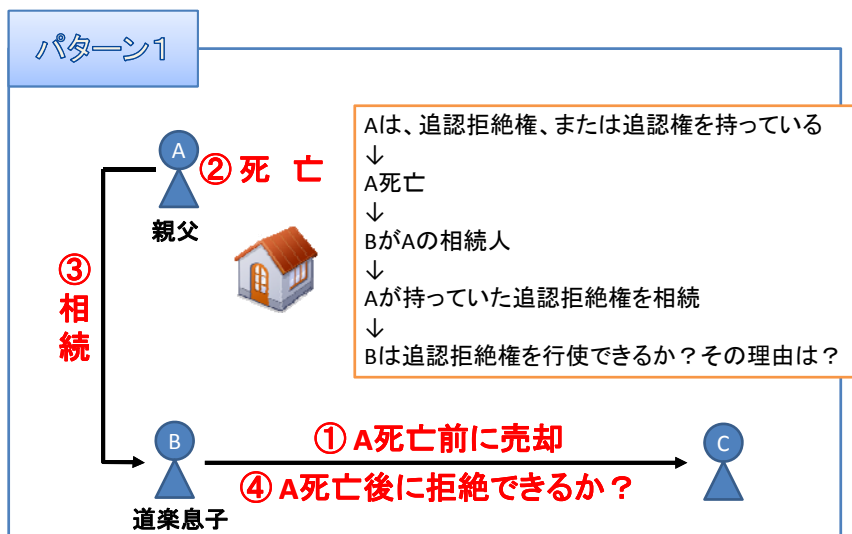 パターン1
Aは、追認拒絶権、または追認権を持っている
↓
A死亡
↓
BがAの相続人
↓
Aが持っていた追認拒絶権を相続
↓
Bは追認拒絶権を行使できるか？その理由は？
A
②死 亡
親父
③
相
続
B
①A死亡前に売却
C
④A死亡後に拒絶できるか？
道楽息子